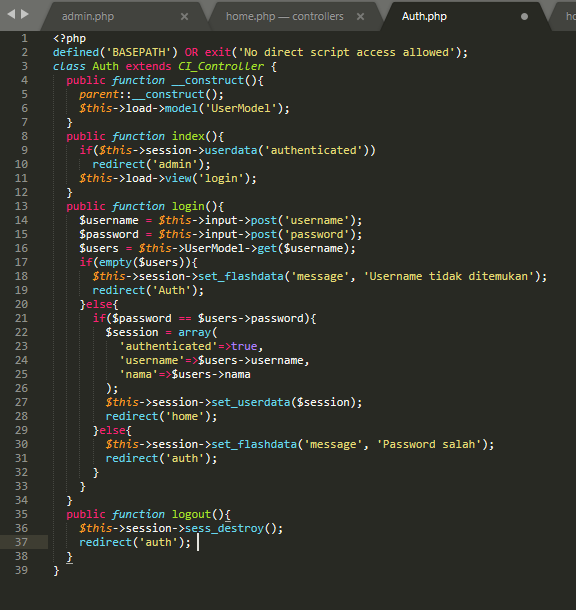 admin.php × home.php — controllers × Auth.php ho
1 <?php
2 defined('BASEPATH') OR exit('No direct script access allowed');
3 class Auth extends CI_Controller {
4 public function __construct(){
5 parent::__construct();
6 $this->load->model('UserModel');
7 }
8 public function index(){
9 if($this->session->userdata('authenticated'))
10 redirect('admin');
11 $this->load->view('login');
12 }
13 public function login(){
14 $username = $this->input->post('username');
15 $password = $this->input->post('password');
16 $users = $this->UserModel->get($username);
17 if(empty($users)){
18 $this->session->set_flashdata('message', 'Username tidak ditemukan');
19 redirect('Auth');
20 }else{
21 if($password == $users->password){
22 $session = array(
23 'authenticated'=>true,
24 'username'=>$users->username,
25 'nama'=>$users->nama
26 );
27 $this->session->set_userdata($session);
28 redirect('home');
29 }else{
30 $this->session->set_flashdata('message', 'Password salah');
31 redirect('auth');
32 }
33 }
34 }
35 public function logout(){
36 $this->session->sess_destroy();
37 redirect('auth');
38 }
39 }